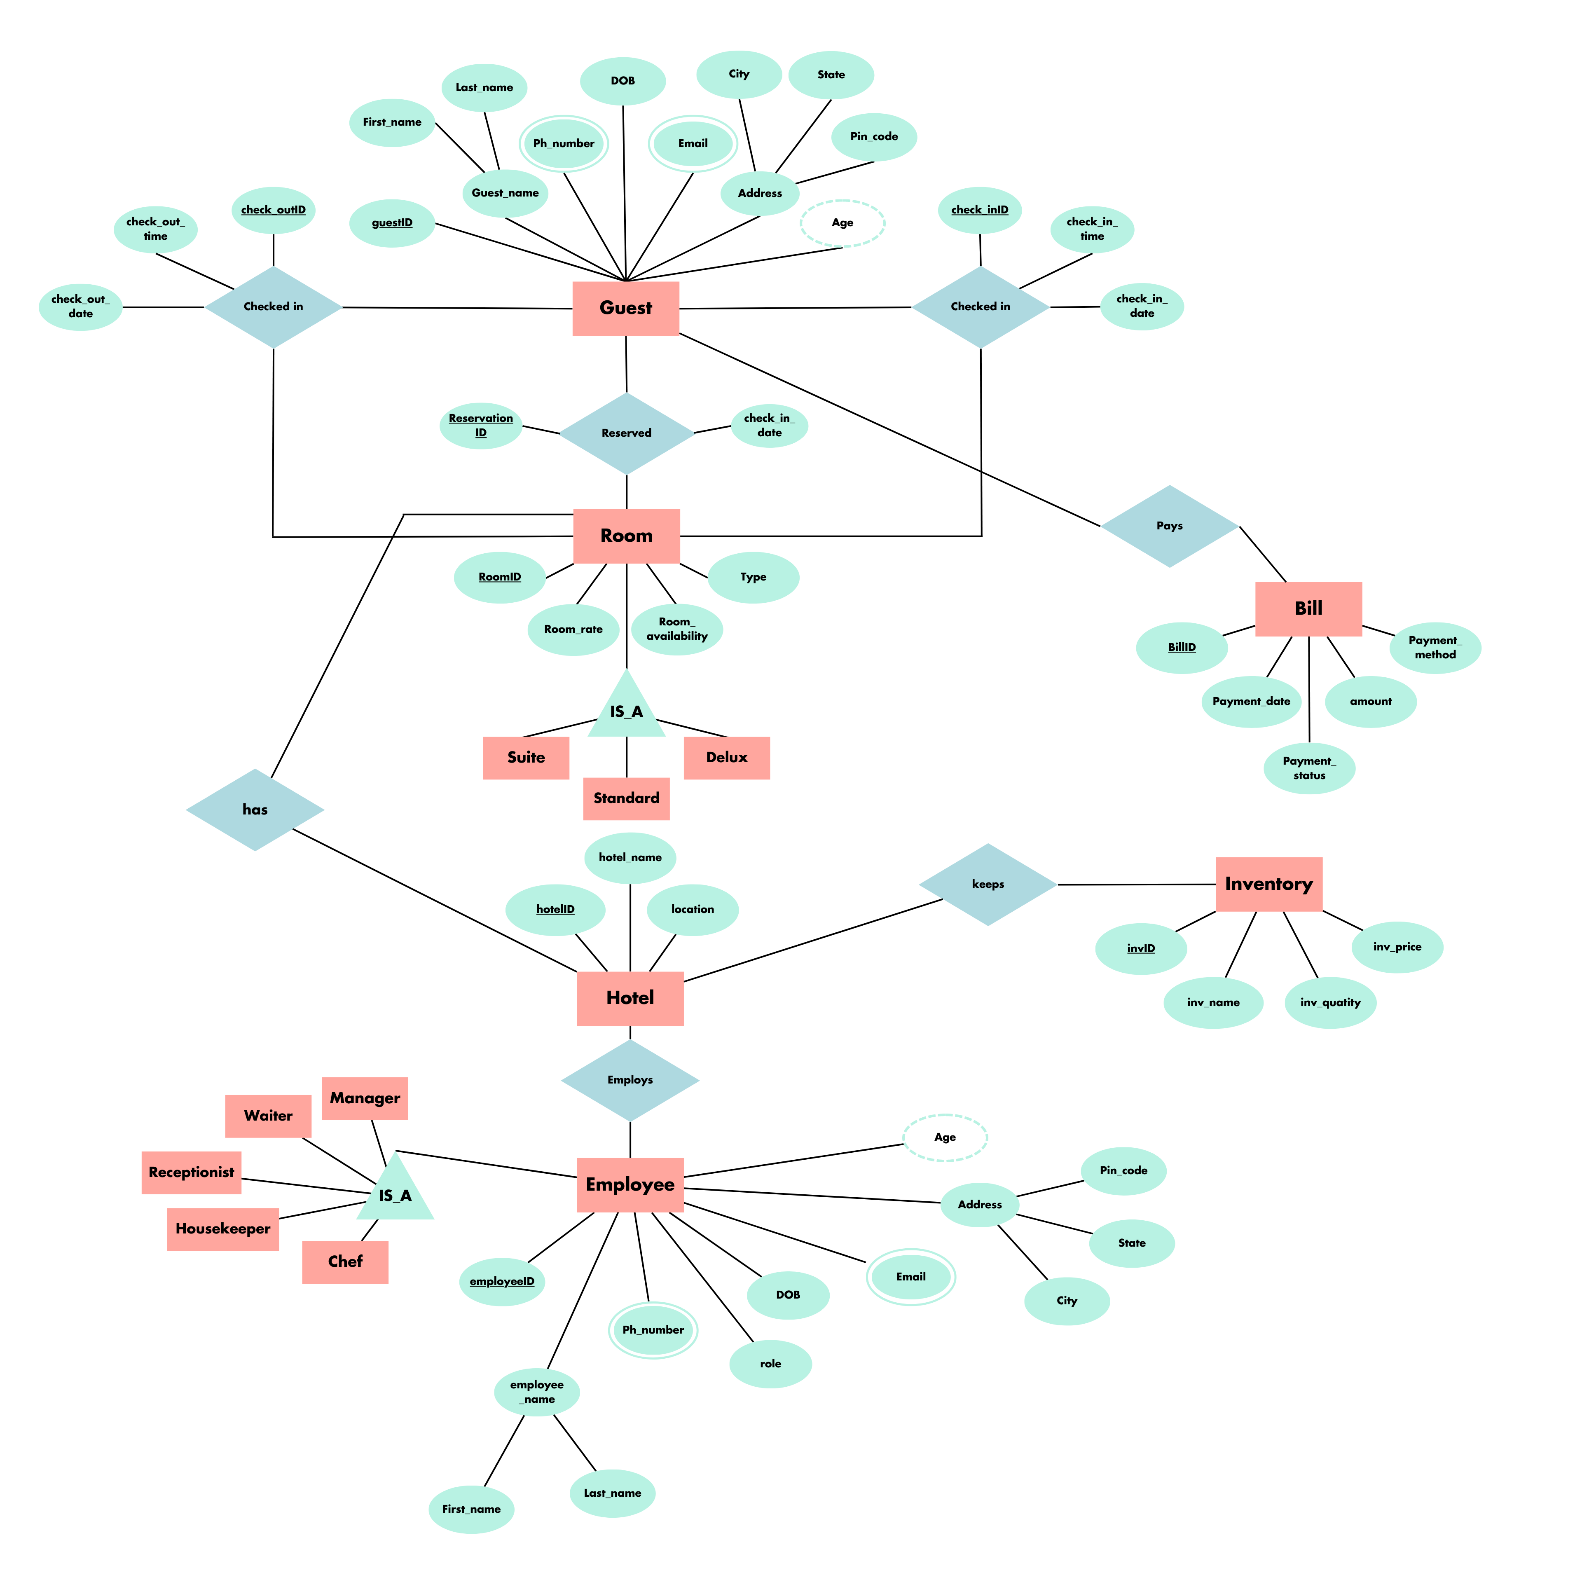 City
State
DOB
Last_name
First_name
Pin_code
Ph_number
Email
Guest_name
Address
check_outID
check_inID
guestID
Age
check_out_
time
check_in_
time
check_out_
date
Checked in
Guest
Checked in
check_in_
date
Reservation
ID
Reserved
check_in_
date
Pays
Room
RoomID
Type
Room_rate
Room_
availability
Bill
BillID
Payment_
method
Payment_date
amount
Payment_
status
IS_A
Suite
Delux
Standard
has
hotel_name
hotelID
location
keeps
Inventory
invID
inv_price
inv_name
inv_quatity
Hotel
Employs
Manager
Waiter
Receptionist
IS_A
Housekeeper
Chef
Employee
Age
Pin_code
Address
State
City
employeeID
Email
DOB
Ph_number
role
employee
_name
Last_name
First_name